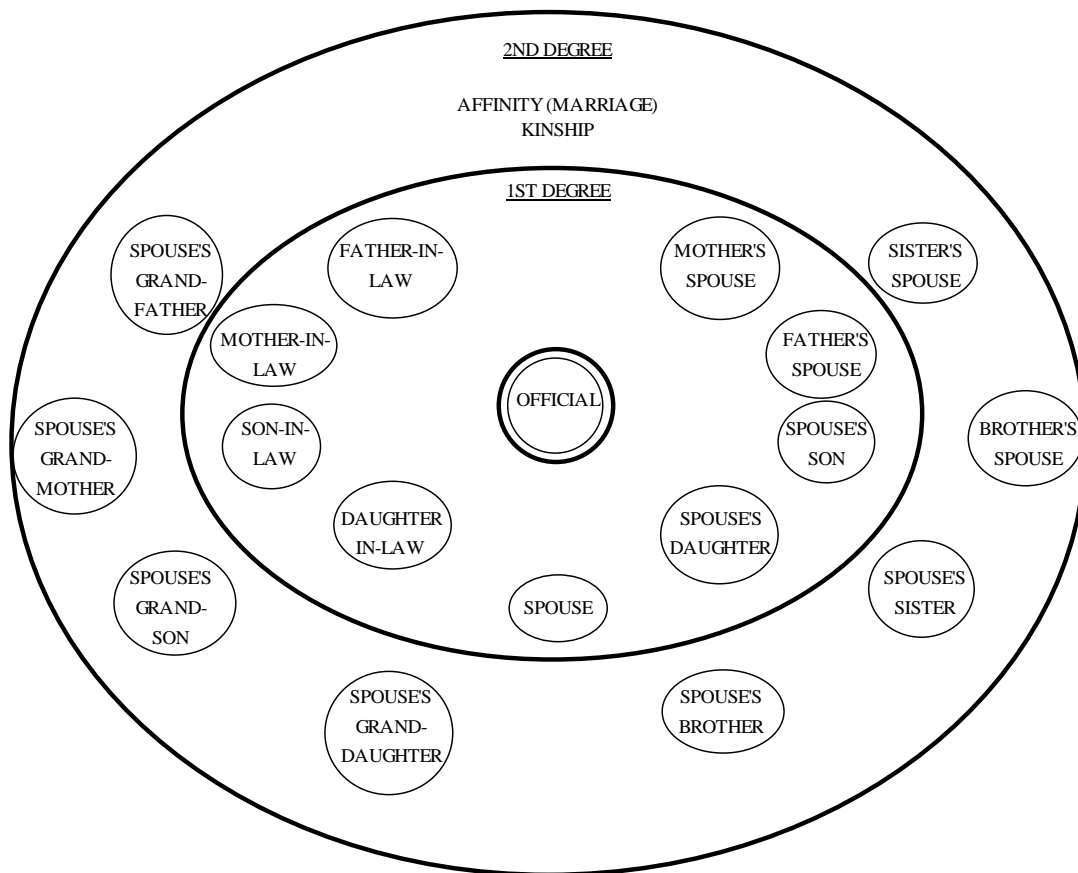 2ND DEGREE
AFFINITY (MARRIAGE)
KINSHIP
1ST DEGREE
SPOUSE'S
GRAND-
FATHER
FATHER-IN-
LAW
MOTHER'S
SPOUSE
SISTER'S
SPOUSE
MOTHER-IN-
LAW
FATHER'S
SPOUSE
OFFICIAL
SPOUSE'S
GRAND-
MOTHER
SON-IN-
LAW
SPOUSE'S
SON
BROTHER'S
SPOUSE
DAUGHTER
IN-LAW
SPOUSE'S
DAUGHTER
SPOUSE'S
GRAND-
SON
SPOUSE
SPOUSE'S
SISTER
SPOUSE'S
GRAND-
DAUGHTER
SPOUSE'S
BROTHER